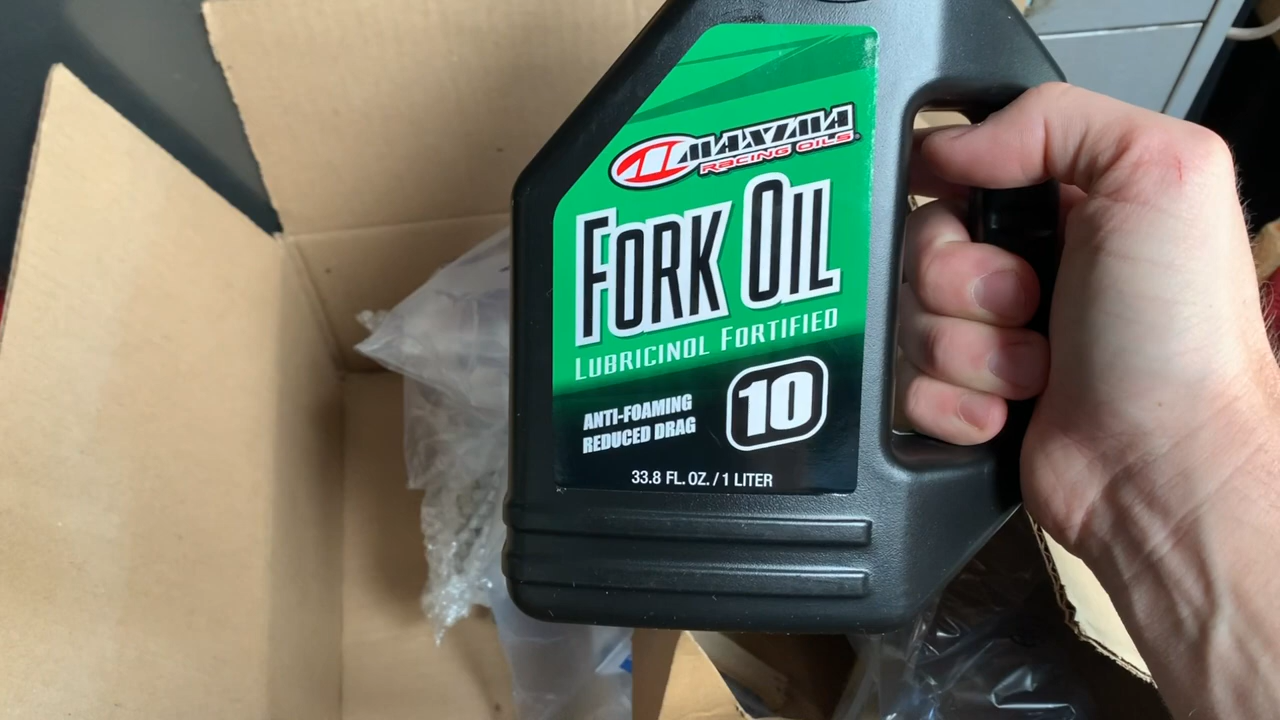 MAXIMA
RACING OILS
FORK OIL
LUBRICINOL FORTIFIED
ANTI-FOAMING
REDUCED DRAG
10
33.8 FL. OZ. / 1 LITER